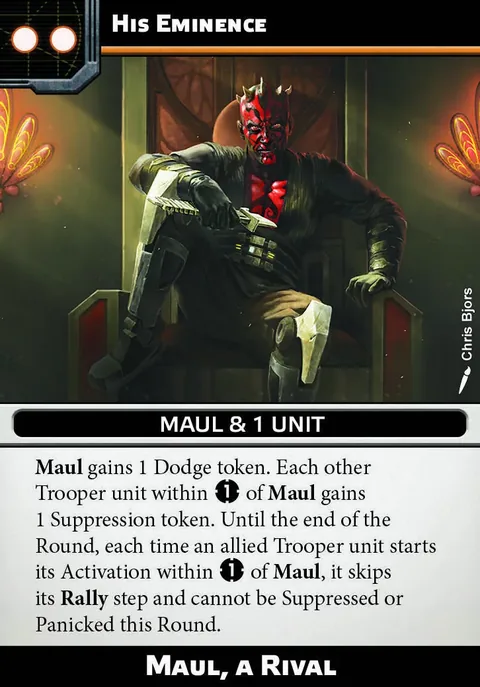 His Eminence
Chris Bjors
MAUL & 1 UNIT
Maul gains 1 Dodge token. Each other
Trooper unit within 1 of Maul gains
1 Suppression token. Until the end of the
Round, each time an allied Trooper unit starts
its Activation within 1 of Maul, it skips
its Rally step and cannot be Suppressed or
Panicked this Round.
Maul, a Rival